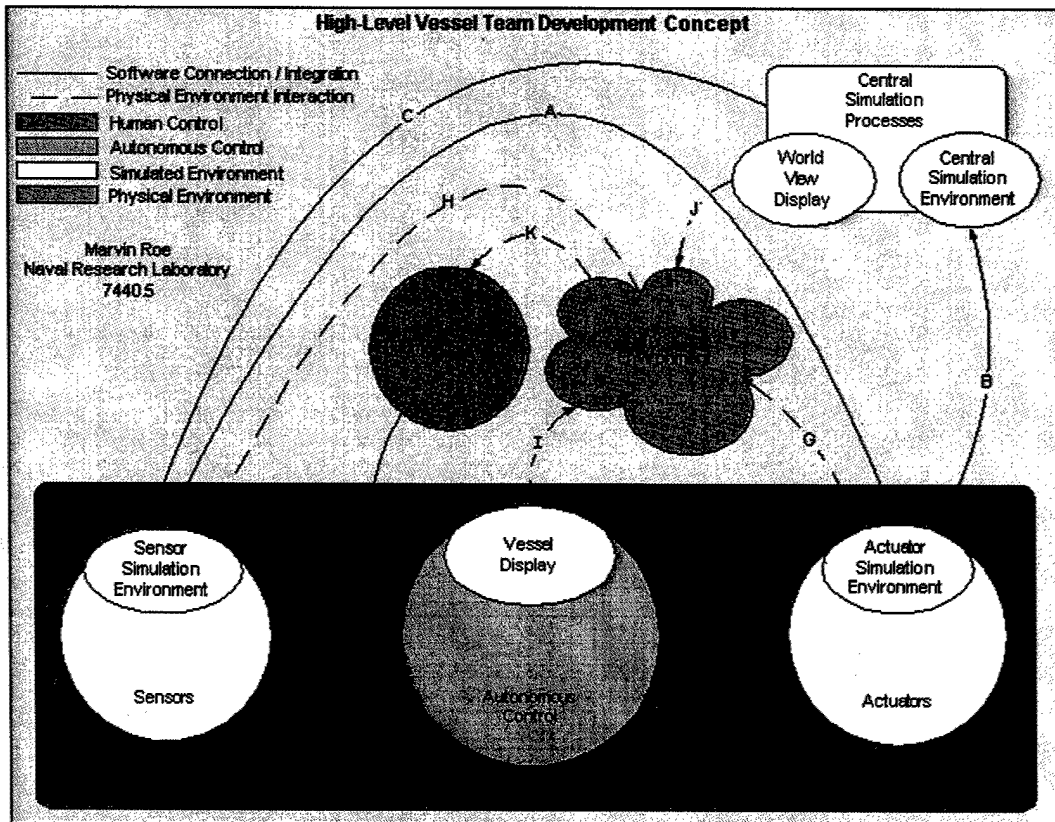 High-Level Vessel Team Development Concept
Software Connection / Integration
Physical Environment Interaction
Human Control
Autonomous Control
Simulated Environment
Physical Environment
Marvin Roe
Naval Research Laboratory
7440.5
Central
Simulation
Processes
World
View
Display
Central
Simulation
Environment
C
A
H
J
K
B
I
G
Sensor
Simulation
Environment
Sensors
Vessel
Display
Autonomous
Control
Actuator
Simulation
Environment
Actuators